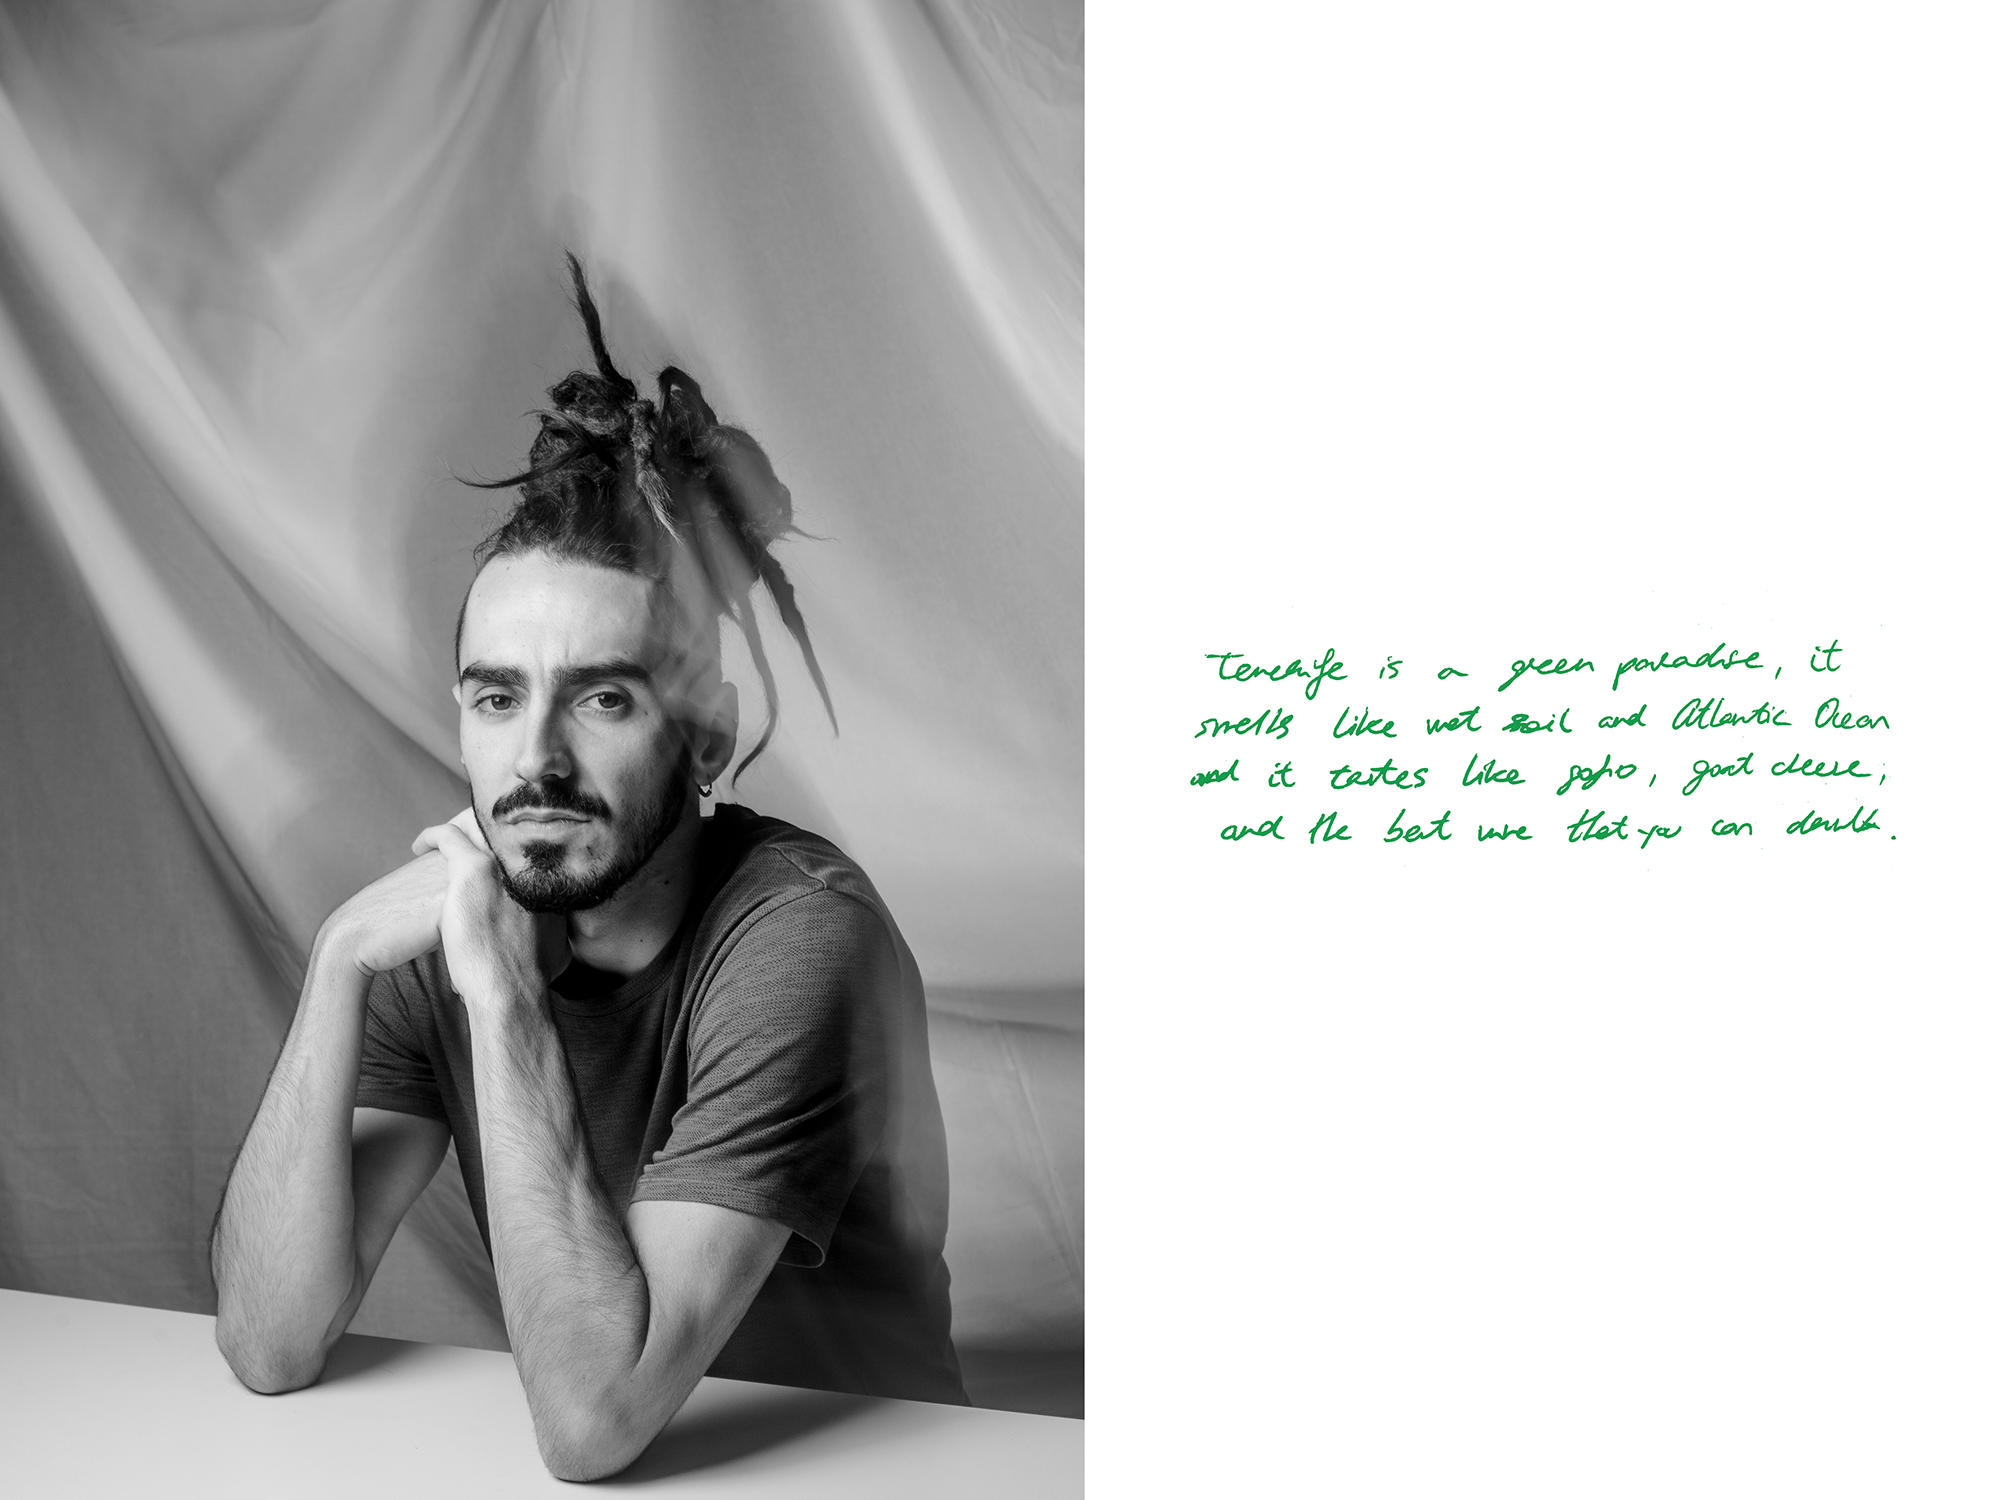 Tenerife is a green paradise, it
smells like wet soil and Atlantic Ocean
and it tastes like gofio, goat cheese,
and the best wine that you can